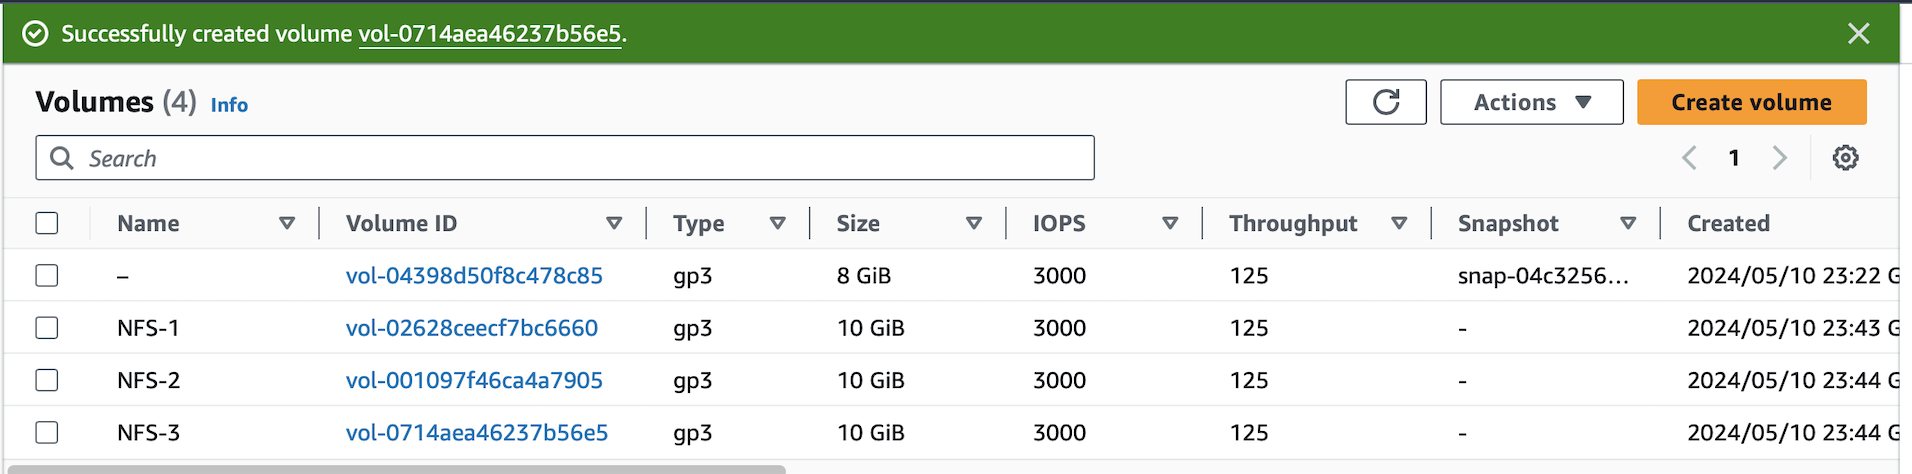 Successfully created volume vol-0714aea46237b56e5.
Volumes (4) Info
Actions Create volume
Search 1
Name Volume ID Type Size IOPS Throughput Snapshot Created
– vol-04398d50f8c478c85 gp3 8 GiB 3000 125 snap-04c3256... 2024/05/10 23:22 G
NFS-1 vol-02628ceecf7bc6660 gp3 10 GiB 3000 125 - 2024/05/10 23:43 G
NFS-2 vol-001097f46ca4a7905 gp3 10 GiB 3000 125 - 2024/05/10 23:44 G
NFS-3 vol-0714aea46237b56e5 gp3 10 GiB 3000 125 - 2024/05/10 23:44 G